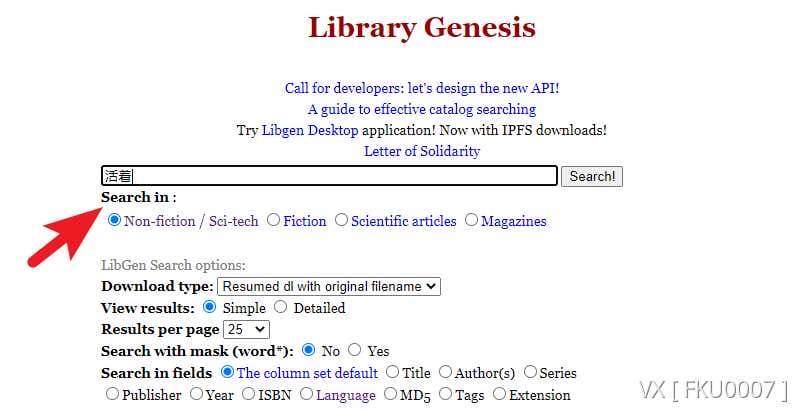 Library Genesis
Call for developers: let's design the new API!
A guide to effective catalog searching
Try Libgen Desktop application! Now with IPFS downloads!
Letter of Solidarity
活着 Search!
Search in :
Non-fiction / Sci-tech Fiction Scientific articles Magazines
LibGen Search options:
Download type: Resumed dl with original filename
View results: Simple Detailed
Results per page 25
Search with mask (word*): No Yes
Search in fields The column set default Title Author(s) Series
Publisher Year ISBN Language MD5 Tags Extension
VX [ FKU0007 ]